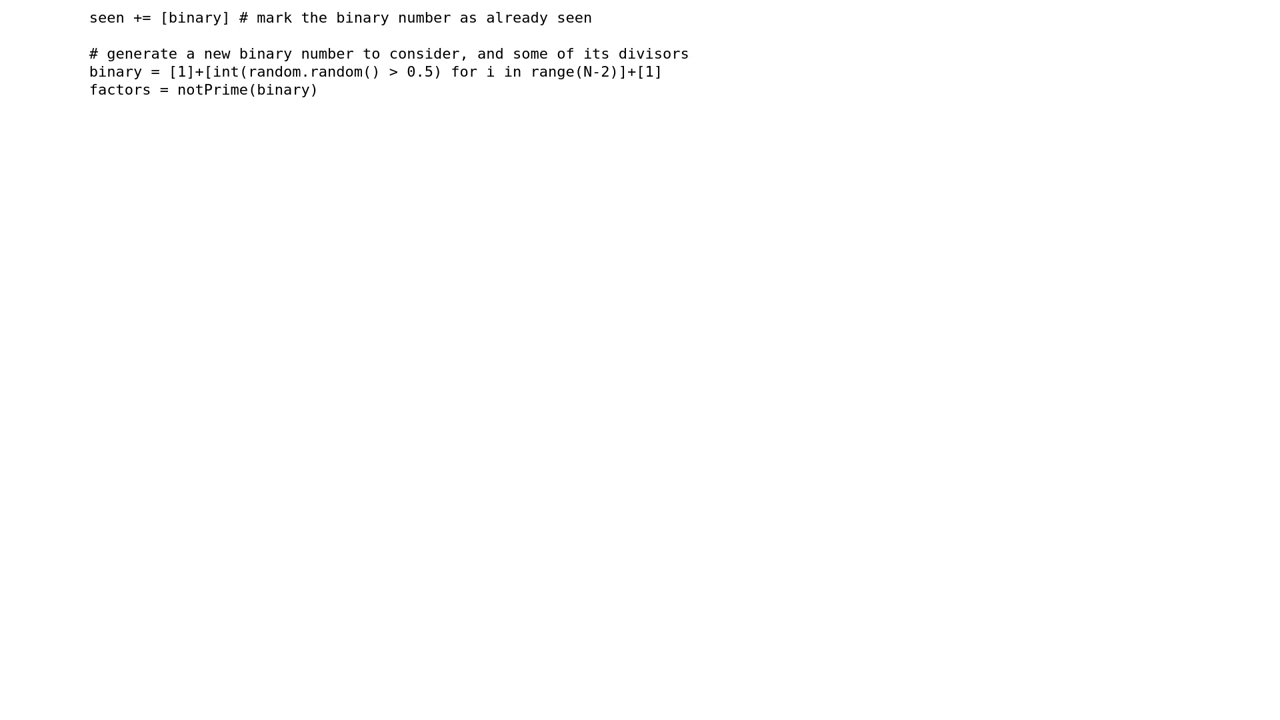 seen += [binary] # mark the binary number as already seen
# generate a new binary number to consider, and some of its divisors
binary = [1]+[int(random.random() > 0.5) for i in range(N-2)]+[1]
factors = notPrime(binary)